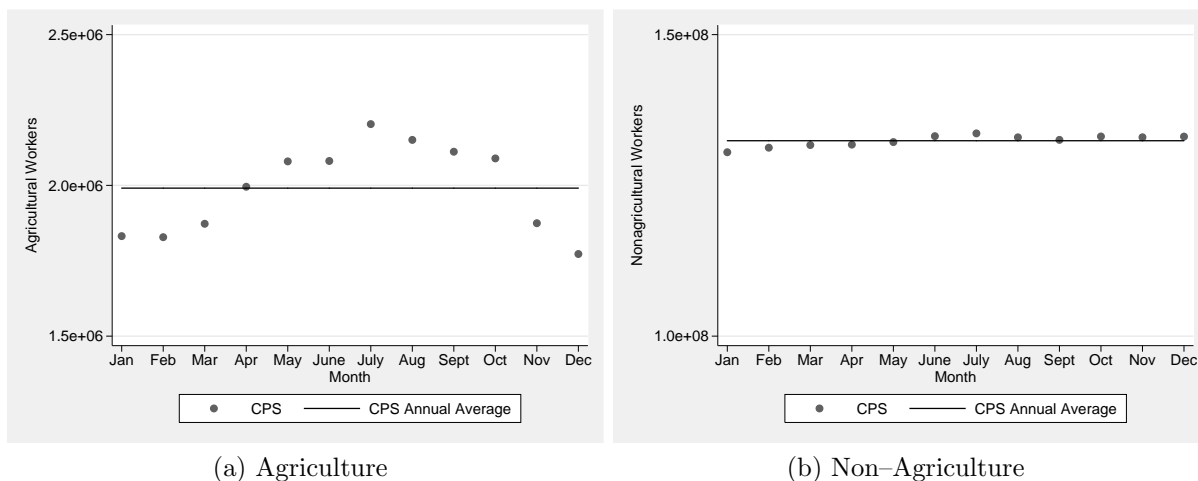 2.5e+06
2.0e+06
1.5e+06
Agricultural Workers
Jan Feb Mar Apr May June July Aug Sept Oct Nov Dec
Month
CPS CPS Annual Average
(a) Agriculture
1.5e+08
1.0e+08
Nonagricultural Workers
Jan Feb Mar Apr May June July Aug Sept Oct Nov Dec
Month
CPS CPS Annual Average
(b) Non–Agriculture